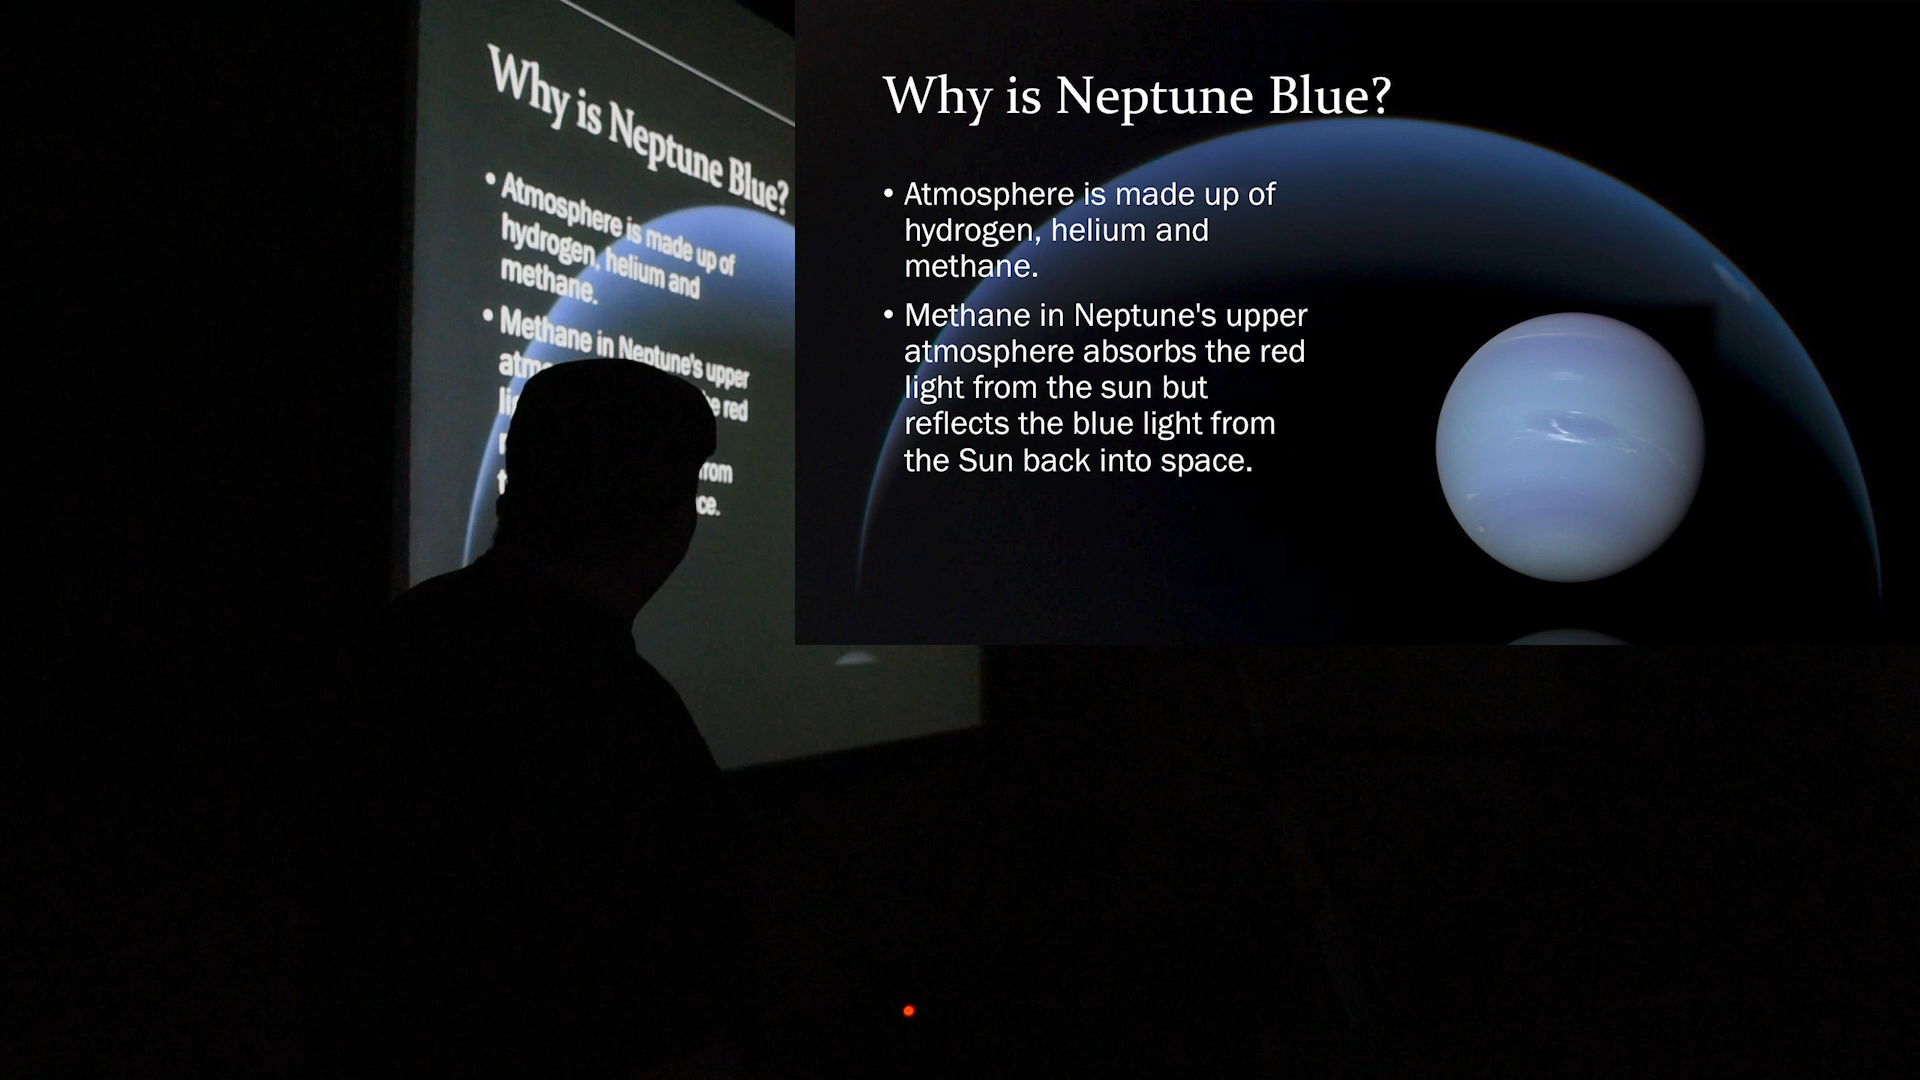 Why is Neptune Blue?
• Atmosphere is made up of
hydrogen, helium and
methane.
• Methane in Neptune's upper
red
Why is Neptune Blue?
• Atmosphere is made up of
hydrogen, helium and
methane.
• Methane in Neptune's upper
atmosphere absorbs the red
light from the sun but
reflects the blue light from
the Sun back into space.